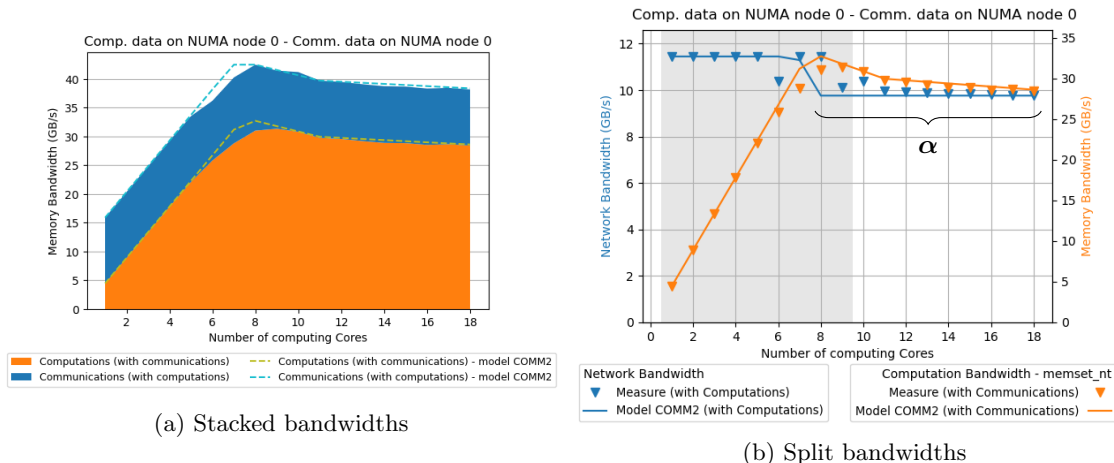 Comp. data on NUMA node 0 - Comm. data on NUMA node 0
Memory Bandwidth (GB/s)
40
35
30
25
20
15
10
5
0
2 4 6 8 10 12 14 16 18
Number of computing Cores
Computations (with communications)
Communications (with computations)
Computations (with communications) - model COMM2
Communications (with computations) - model COMM2
(a) Stacked bandwidths
Comp. data on NUMA node 0 - Comm. data on NUMA node 0
Network Bandwidth (GB/s)
12
10
8
6
4
2
0
α
35
30
25
20
15
10
5
0
Memory Bandwidth (GB/s)
0 2 4 6 8 10 12 14 16 18
Number of computing Cores
Network Bandwidth
Measure (with Computations)
Model COMM2 (with Computations)
Computation Bandwidth - memset_nt
Measure (with Communications)
Model COMM2 (with Communications)
(b) Split bandwidths